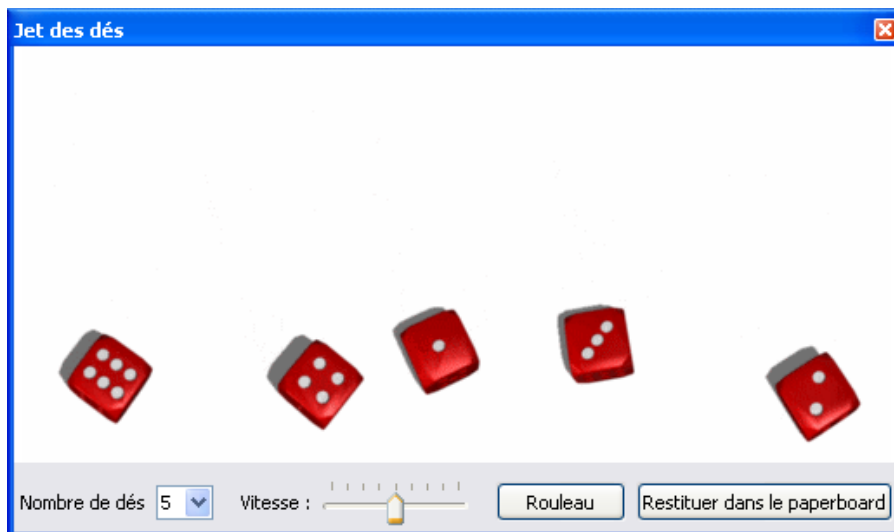 Jet des dés
Nombre de dés 5 Vitesse : Rouleau Restituer dans le paperboard